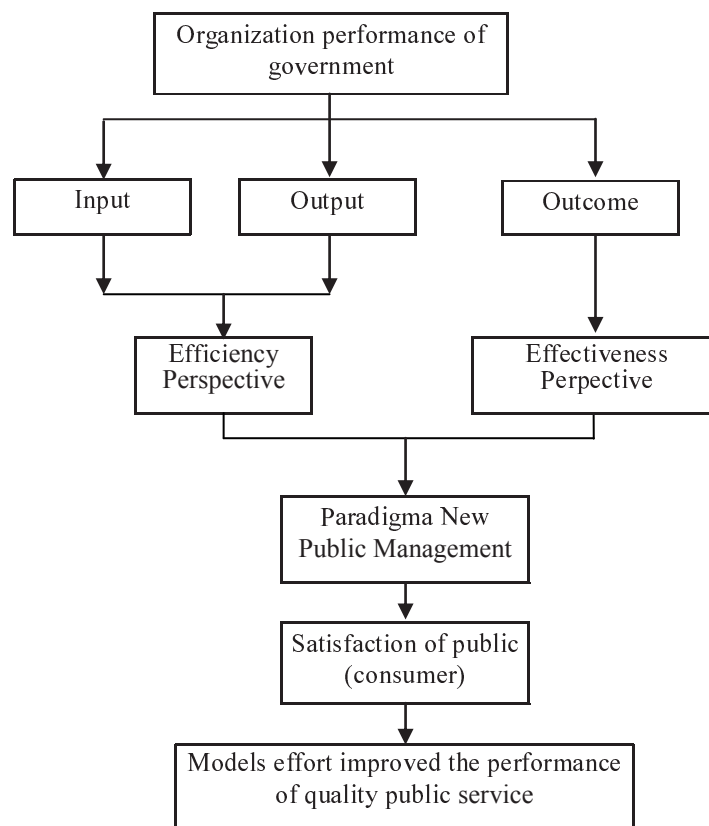 Organization performance of
government
Input
Output
Outcome
Efficiency
Perspective
Effectiveness
Perpective
Paradigma New
Public Management
Satisfaction of public
(consumer)
Models effort improved the performance
of quality public service